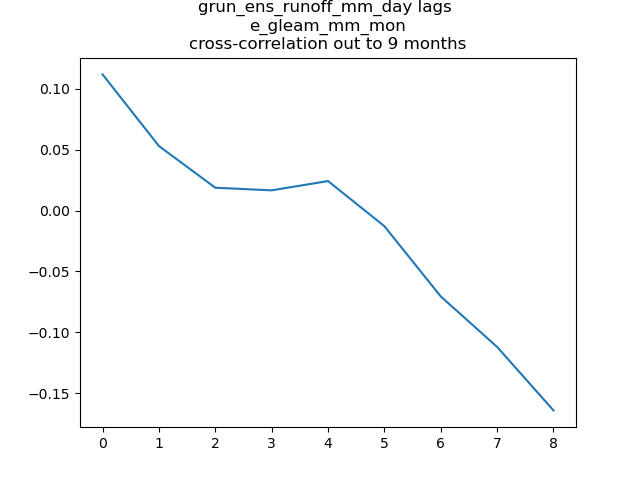 grun_ens_runoff_mm_day lags
e_gleam_mm_mon
cross-correlation out to 9 months
0.10
0.05
0.00
−0.05
−0.10
−0.15
0 1 2 3 4 5 6 7 8